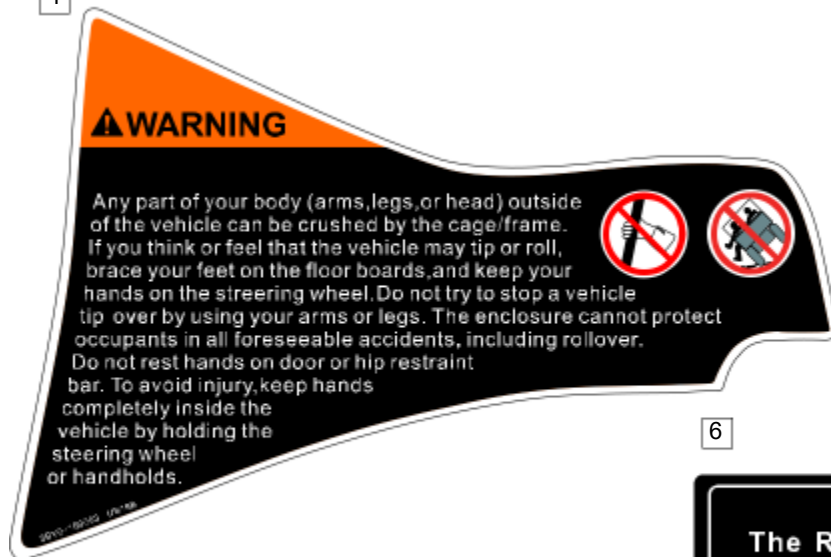 4
WARNING
Any part of your body (arms,legs,or head) outside
of the vehicle can be crushed by the cage/frame.
If you think or feel that the vehicle may tip or roll,
brace your feet on the floor boards,and keep your
hands on the streering wheel.Do not try to stop a vehicle
tip over by using your arms or legs. The enclosure cannot protect
occupants in all foreseeable accidents, including rollover.
Do not rest hands on door or hip restraint
bar. To avoid injury,keep hands
completely inside the
vehicle by holding the
steering wheel
or handholds.
6
The R